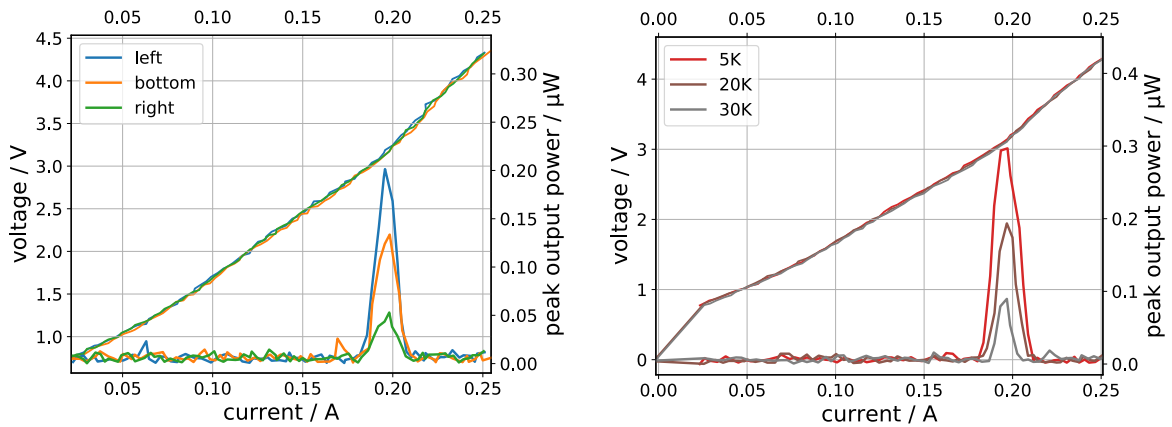 0.05 0.10 0.15 0.20 0.25
4.5
4.0
3.5
3.0
2.5
2.0
1.5
1.0
voltage / V
left
bottom
right
0.30
0.25
0.20
0.15
0.10
0.05
0.00
peak output power / µW
0.05 0.10 0.15 0.20 0.25
current / A
0.00 0.05 0.10 0.15 0.20 0.25
4
3
2
1
0
voltage / V
5K
20K
30K
0.4
0.3
0.2
0.1
0.0
peak output power / µW
0.00 0.05 0.10 0.15 0.20 0.25
current / A